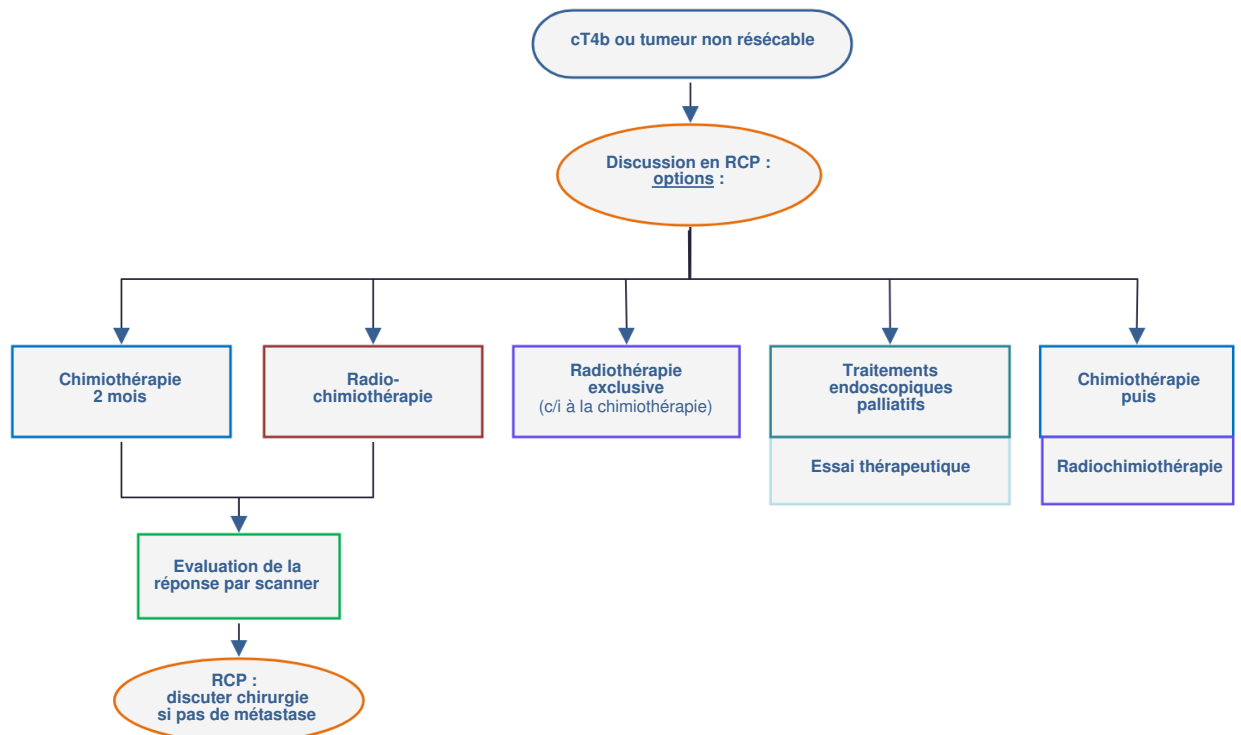 cT4b ou tumeur non résécable
Discussion en RCP :
options :
Chimiothérapie
2 mois
Radio-
chimiothérapie
Radiothérapie
exclusive
(c/i à la chimiothérapie)
Traitements
endoscopiques
palliatifs
Essai thérapeutique
Chimiothérapie
puis
Radiochimiothérapie
Evaluation de la
réponse par scanner
RCP :
discuter chirurgie
si pas de métastase